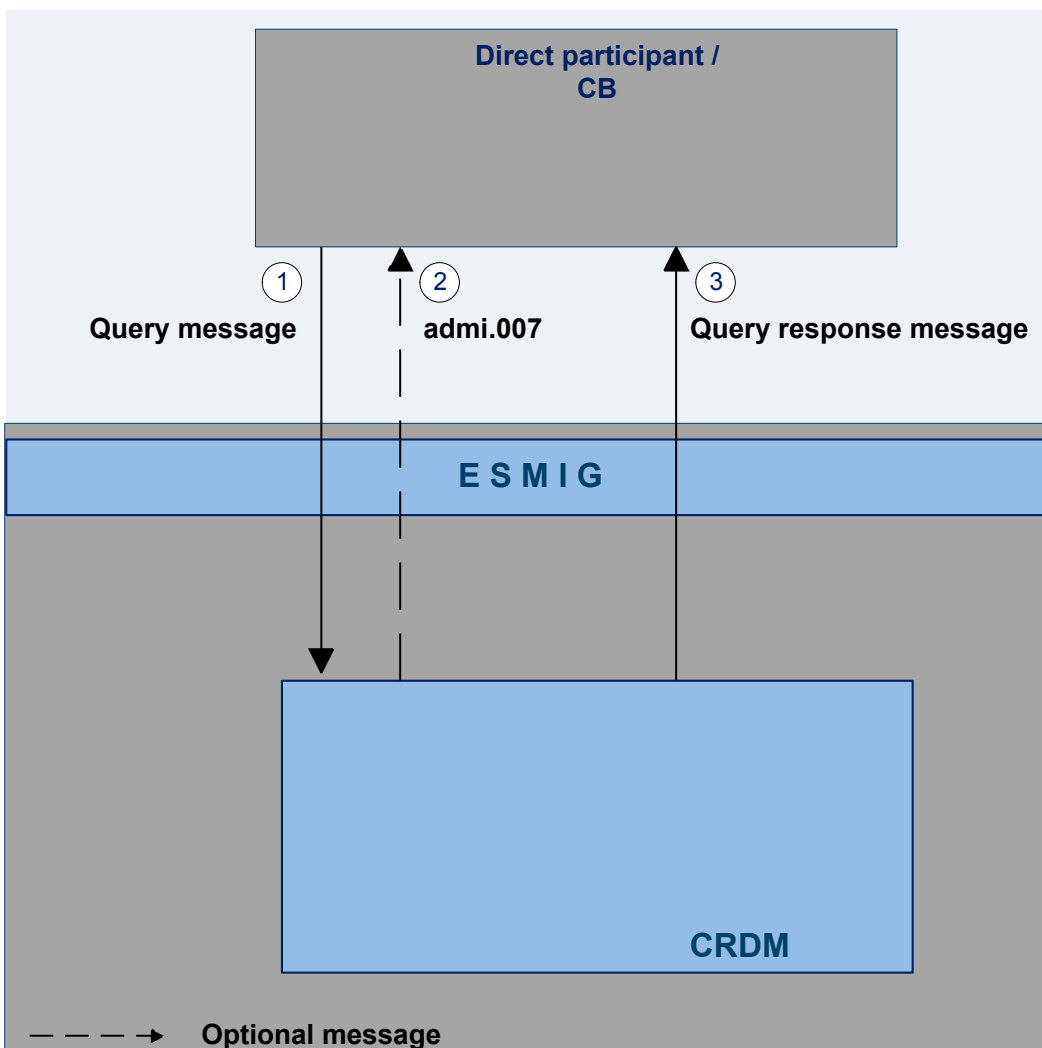 Direct participant /
CB
1
2
3
Query message
admi.007
Query response message
E S M I G
CRDM
Optional message